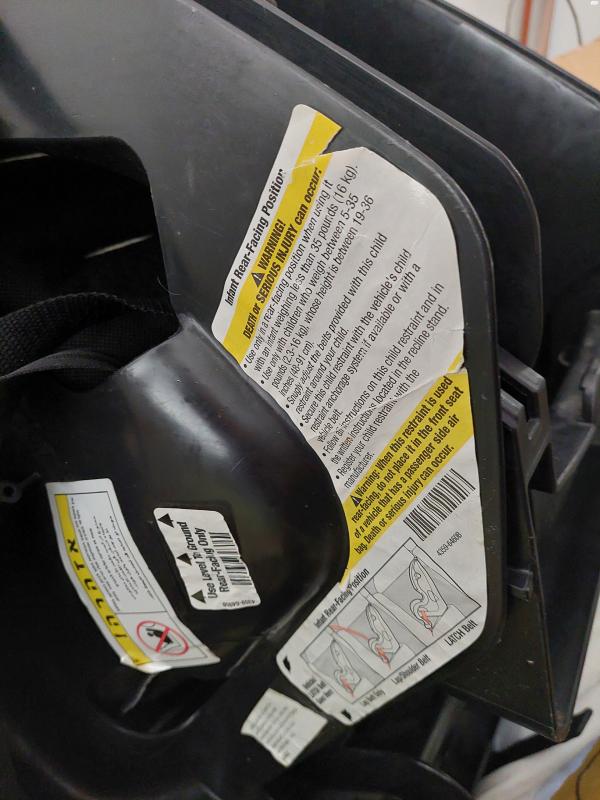 Infant Rear-Facing Position
WARNING!
DEATH or SERIOUS INJURY can occur!
• Use only in a rear-facing position when using it
with an infant weighing less than 35 pounds (16 kg).
• Use only with children who weigh between 5-35
pounds (2.3-16 kg), whose height is between 19-36
inches (48-91 cm).
• Snugly adjust the belts provided with this child
restraint around your child.
• Secure this child restraint with the vehicle's child
restraint anchorage system if available or with a
vehicle belt.
• Follow all instructions on this child restraint and in
the written instructions located in the recline stand.
• Register your child restraint with the
manufacturer.
Warning: When this restraint is used
rear-facing, do not place it in the front seat
of a vehicle that has a passenger side air
bag. Death or serious injury can occur.
4359-6460B
Infant Rear-Facing Position
LATCH Belt
Lap/Shoulder Belt
Lap Belt Only
Use Level To Ground
Rear-Facing Only
אזהרה!